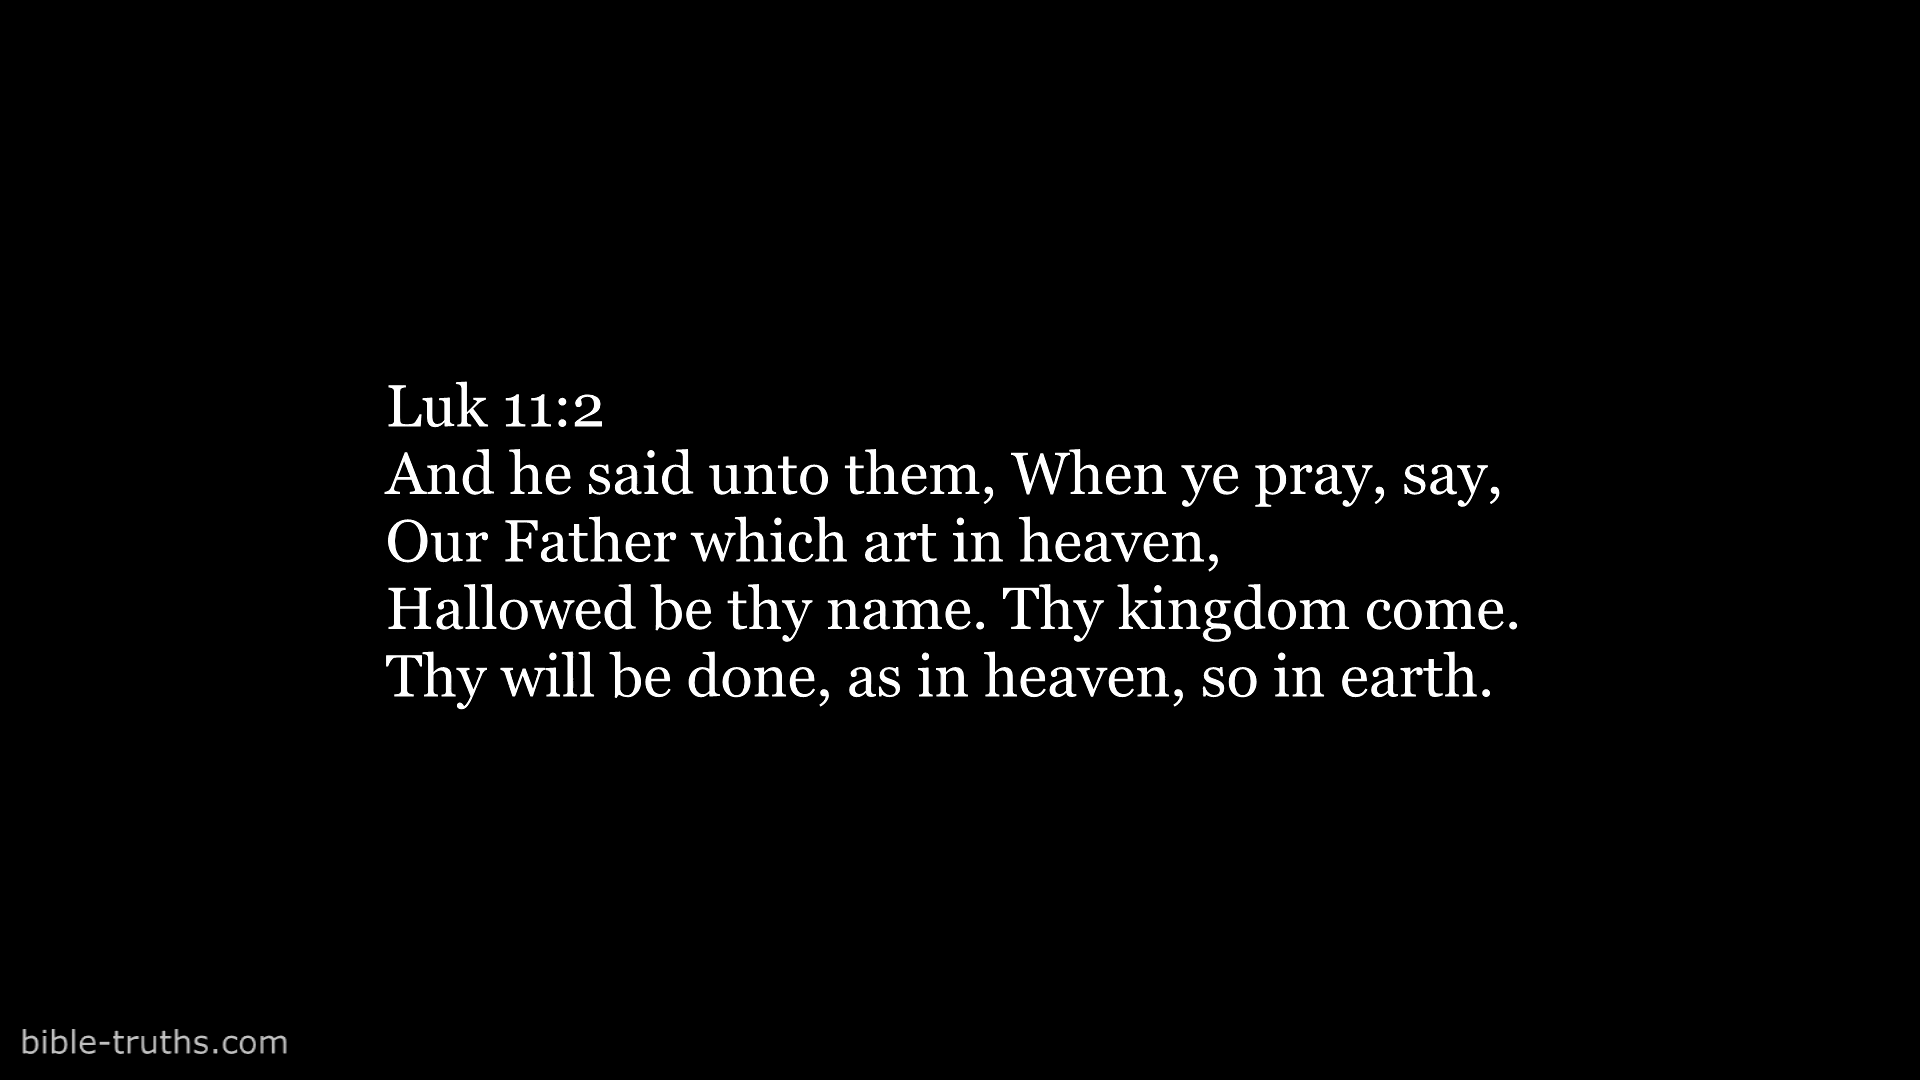 Luk 11:2
And he said unto them, When ye pray, say,
Our Father which art in heaven,
Hallowed be thy name. Thy kingdom come.
Thy will be done, as in heaven, so in earth.
bible-truths.com